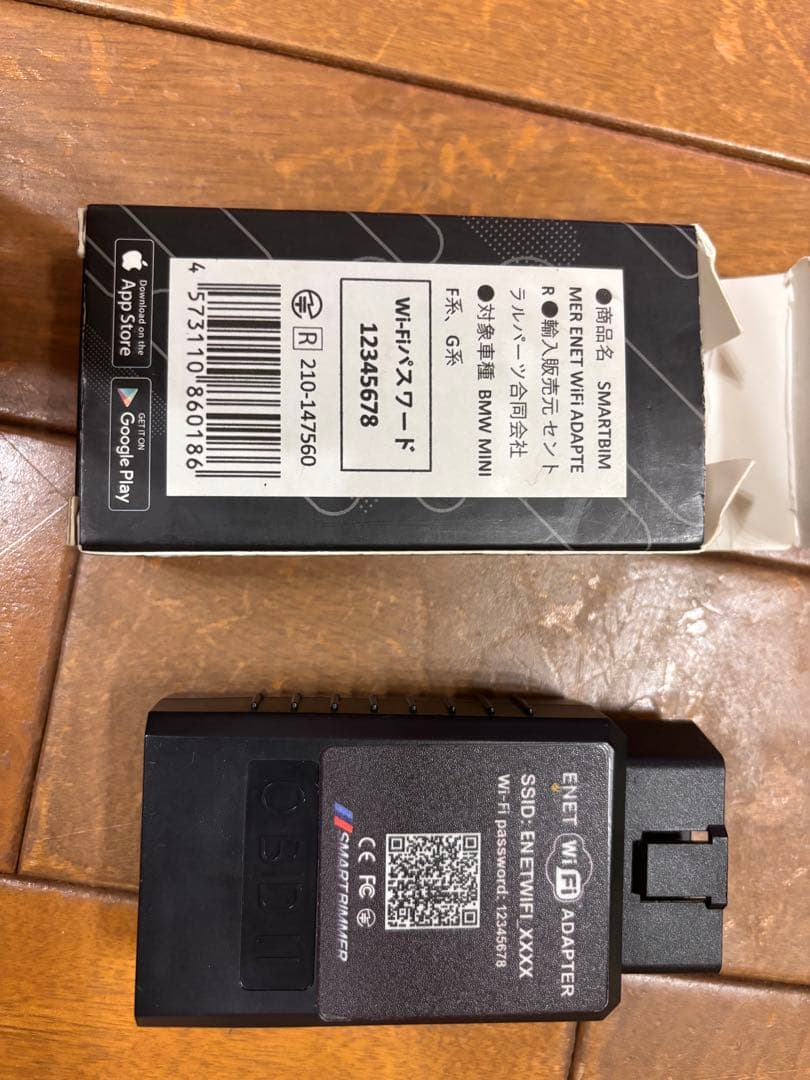 ●商品名 SMARTBIM
MER ENET WiFi ADAPTE
R●輸入販売元 セント
ラルパーツ合同会社
●対象車種 BMW MINI
F系、G系
Wi-Fiパスワード
12345678
R 210-147560
4 573110 860186
Download on the
App Store
GET IT ON
Google Play
ENET WiFi ADAPTER
SSID: ENETWIFI_XXXX
Wi-Fi password: 12345678
CE FC
SMARTBIMMER
OBD II